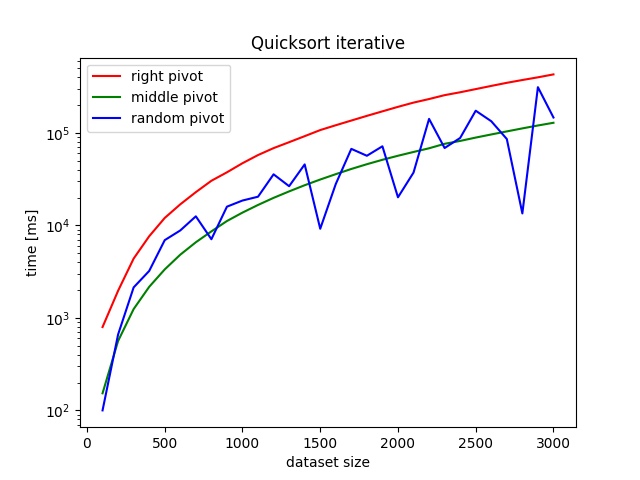 Quicksort iterative
right pivot
middle pivot
random pivot
10^5
10^4
10^3
10^2
time [ms]
0 500 1000 1500 2000 2500 3000
dataset size